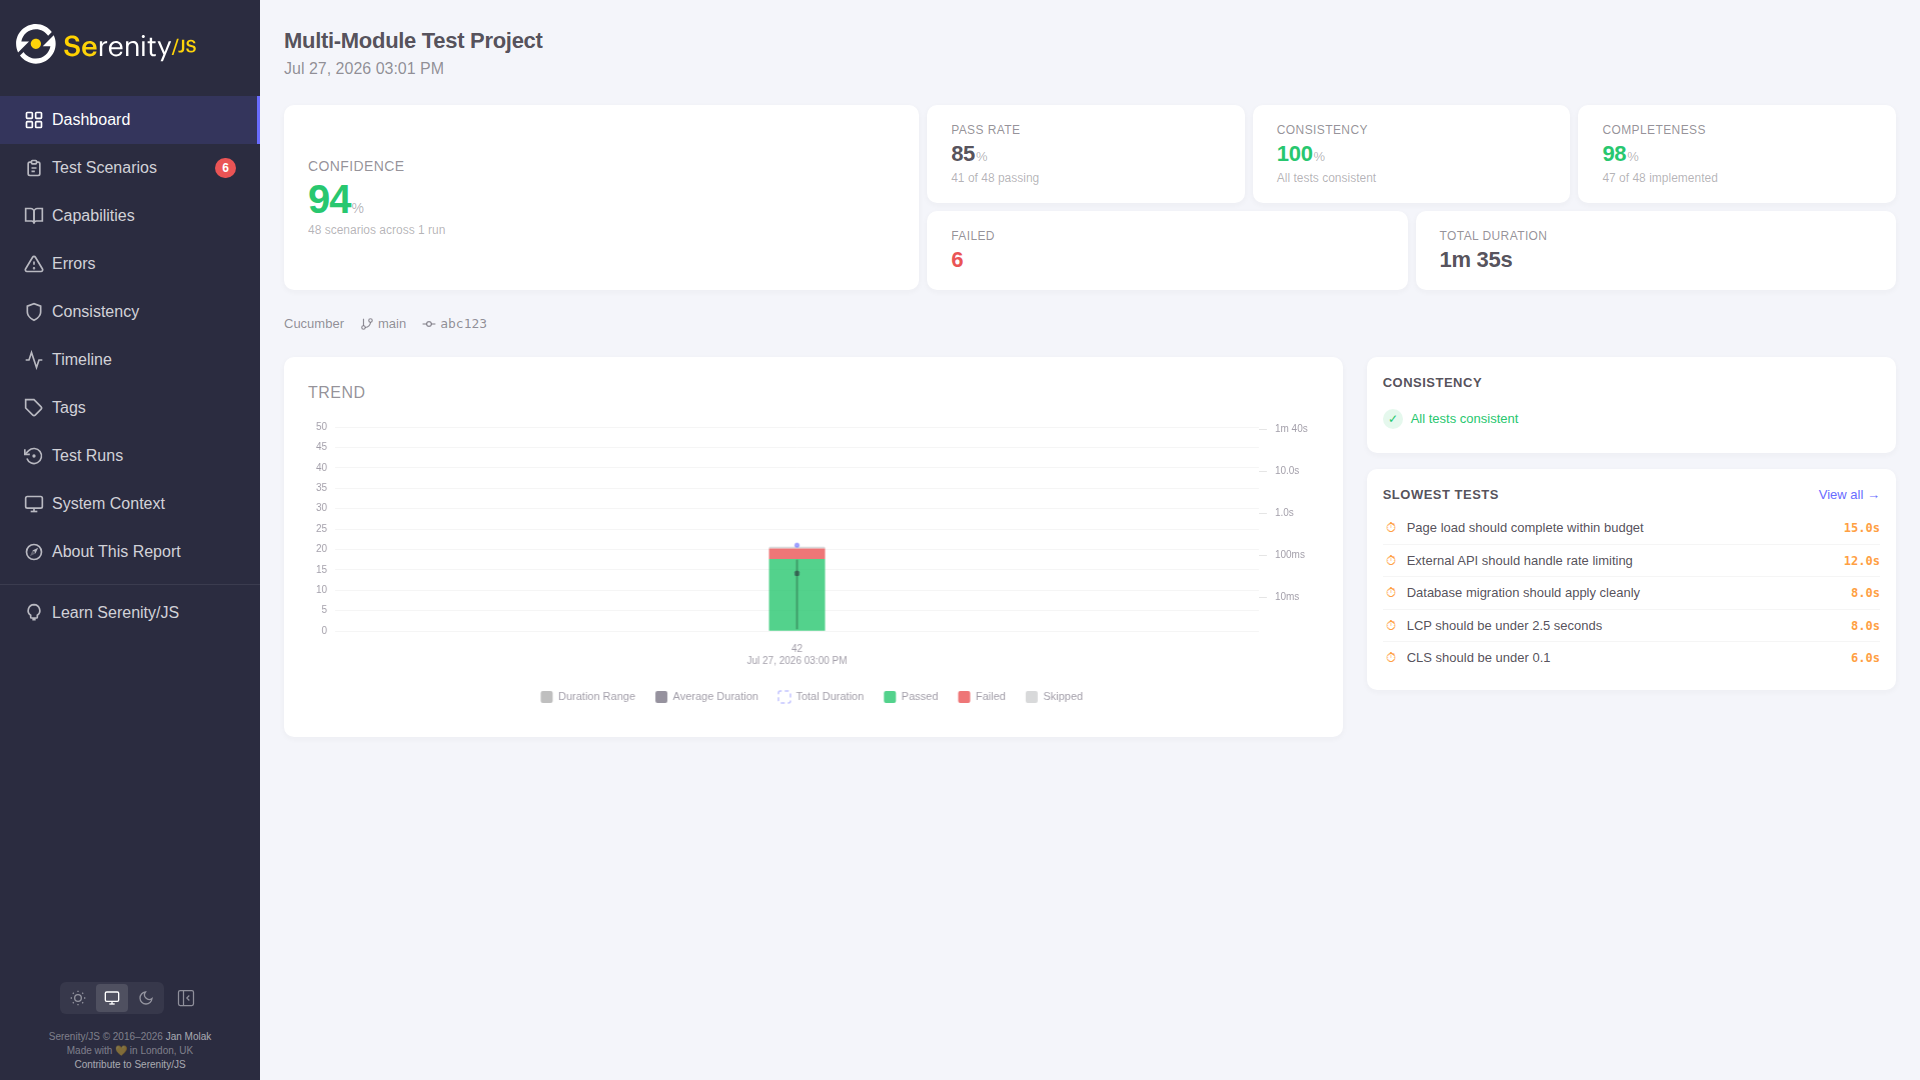 Serenity/JS
Dashboard
Test Scenarios 6
Capabilities
Errors
Consistency
Timeline
Tags
Test Runs
System Context
About This Report
Learn Serenity/JS
Serenity/JS © 2016–2026 Jan Molak
Made with 💛 in London, UK
Contribute to Serenity/JS
Multi-Module Test Project
Jul 27, 2026 03:01 PM
CONFIDENCE
94%
48 scenarios across 1 run
PASS RATE
85%
41 of 48 passing
CONSISTENCY
100%
All tests consistent
COMPLETENESS
98%
47 of 48 implemented
FAILED
6
TOTAL DURATION
1m 35s
Cucumber main abc123
TREND
50
45
40
35
30
25
20
15
10
5
0
1m 40s
10.0s
1.0s
100ms
10ms
42
Jul 27, 2026 03:00 PM
Duration Range Average Duration Total Duration Passed Failed Skipped
CONSISTENCY
✓ All tests consistent
SLOWEST TESTS View all →
Page load should complete within budget 15.0s
External API should handle rate limiting 12.0s
Database migration should apply cleanly 8.0s
LCP should be under 2.5 seconds 8.0s
CLS should be under 0.1 6.0s